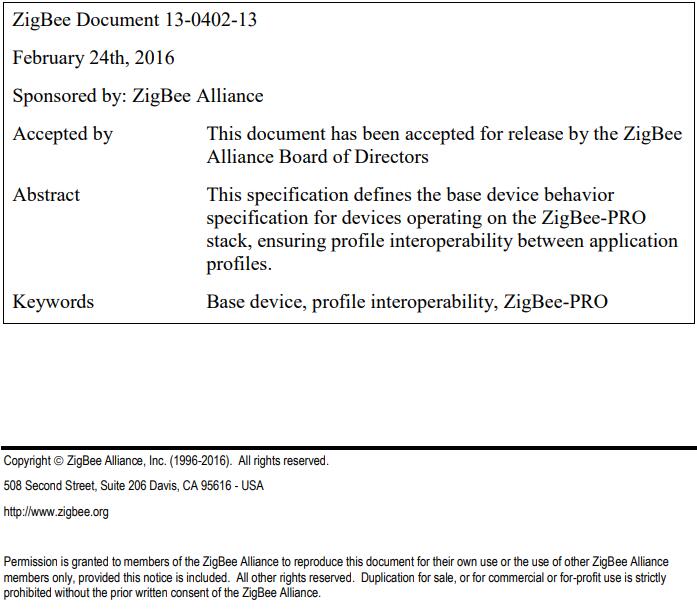 ZigBee Document 13-0402-13
February 24th, 2016
Sponsored by: ZigBee Alliance
Accepted by This document has been accepted for release by the ZigBee
Alliance Board of Directors
Abstract This specification defines the base device behavior
specification for devices operating on the ZigBee-PRO
stack, ensuring profile interoperability between application
profiles.
Keywords Base device, profile interoperability, ZigBee-PRO
Copyright © ZigBee Alliance, Inc. (1996-2016). All rights reserved.
508 Second Street, Suite 206 Davis, CA 95616 - USA
http://www.zigbee.org
Permission is granted to members of the ZigBee Alliance to reproduce this document for their own use or the use of other ZigBee Alliance
members only, provided this notice is included. All other rights reserved. Duplication for sale, or for commercial or for-profit use is strictly
prohibited without the prior written consent of the ZigBee Alliance.